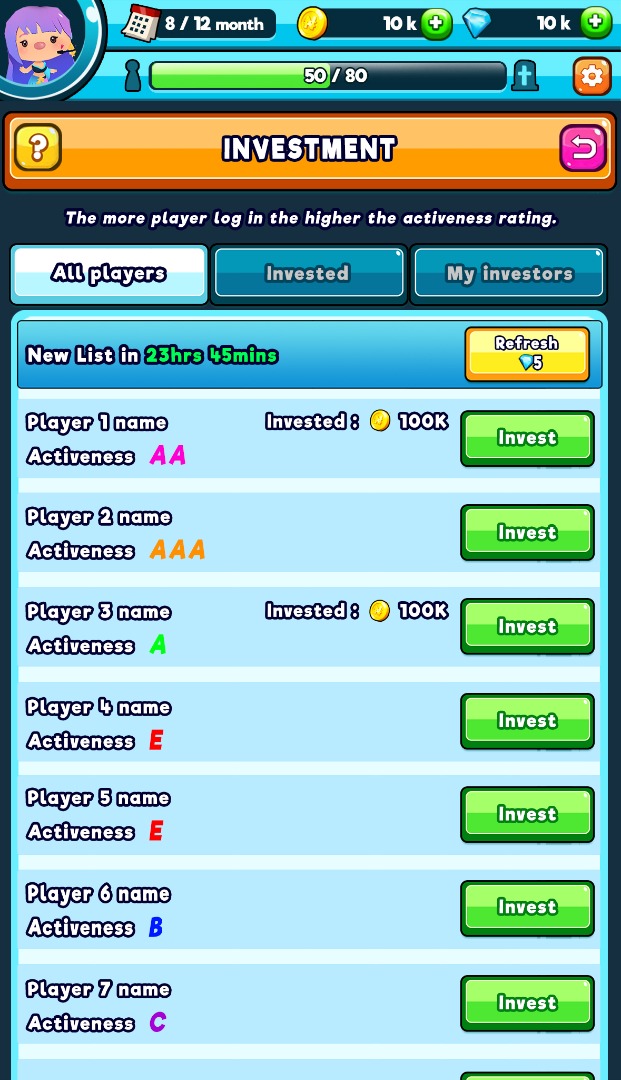 8 / 12 month
10 k
10 k
50 / 80
?
INVESTMENT
The more player log in the higher the activeness rating.
All players
Invested
My investors
New List in 23hrs 45mins
Refresh
5
Player 1 name
Invested : 100K
Invest
Activeness AA
Player 2 name
Invest
Activeness AAA
Player 3 name
Invested : 100K
Invest
Activeness A
Player 4 name
Invest
Activeness E
Player 5 name
Invest
Activeness E
Player 6 name
Invest
Activeness B
Player 7 name
Invest
Activeness C